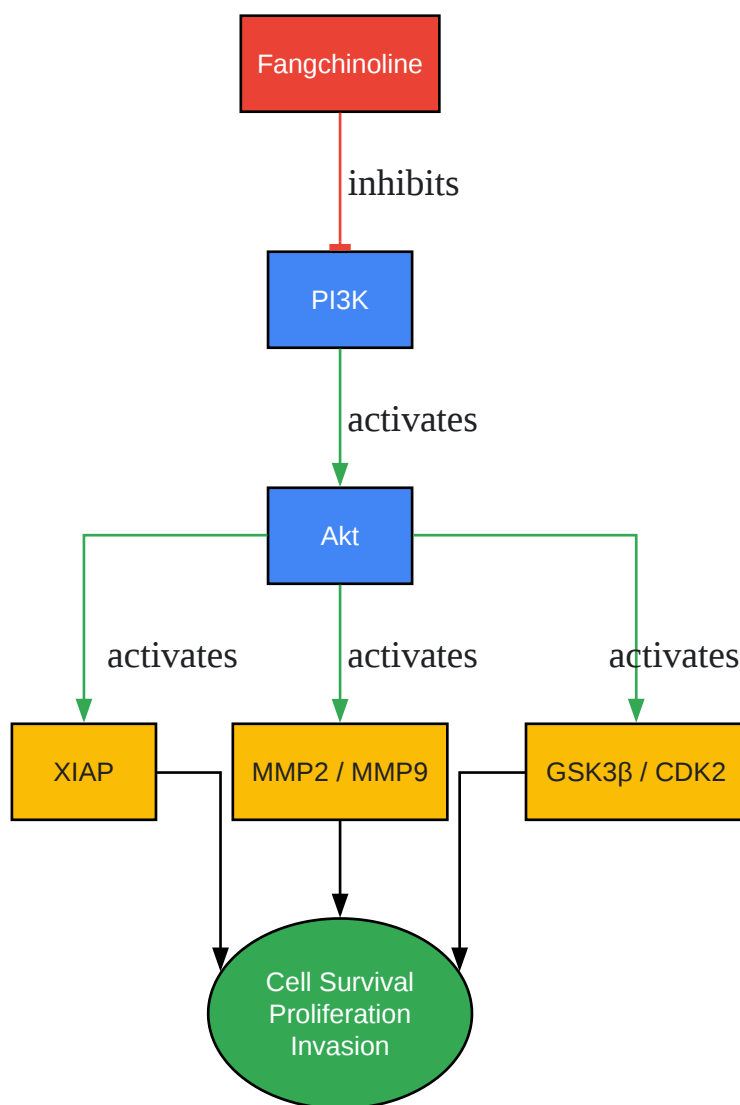 Fangchinoline
inhibits
PI3K
activates
Akt
activates
activates
activates
XIAP
MMP2 / MMP9
GSK3β / CDK2
Cell Survival
Proliferation
Invasion